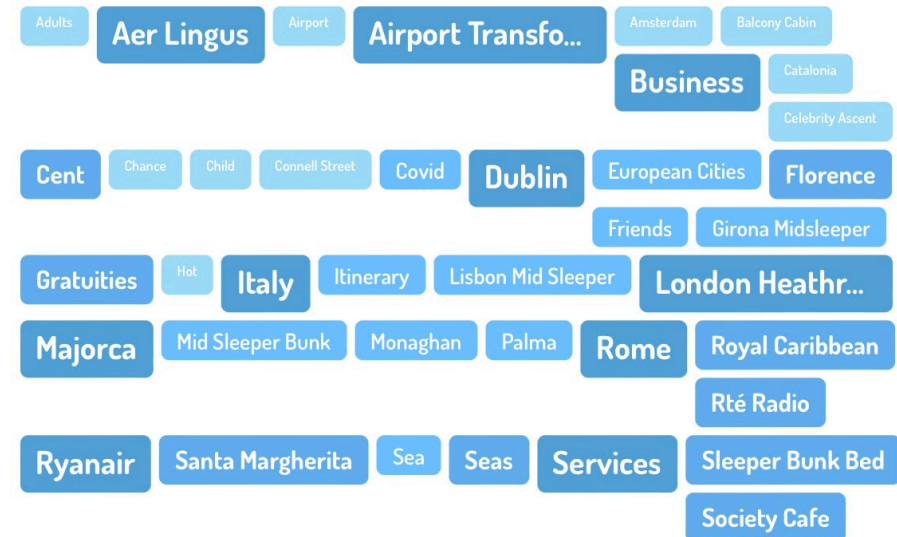 Adults Aer Lingus Airport Airport Transfo... Amsterdam Balcony Cabin
Business Catalonia
Celebrity Ascent
Cent Chance Child Connell Street Covid Dublin European Cities Florence
Friends Girona Midsleeper
Gratuities Hot Italy Itinerary Lisbon Mid Sleeper London Heathr...
Majorca Mid Sleeper Bunk Monaghan Palma Rome Royal Caribbean
Rté Radio
Ryanair Santa Margherita Sea Seas Services Sleeper Bunk Bed
Society Cafe